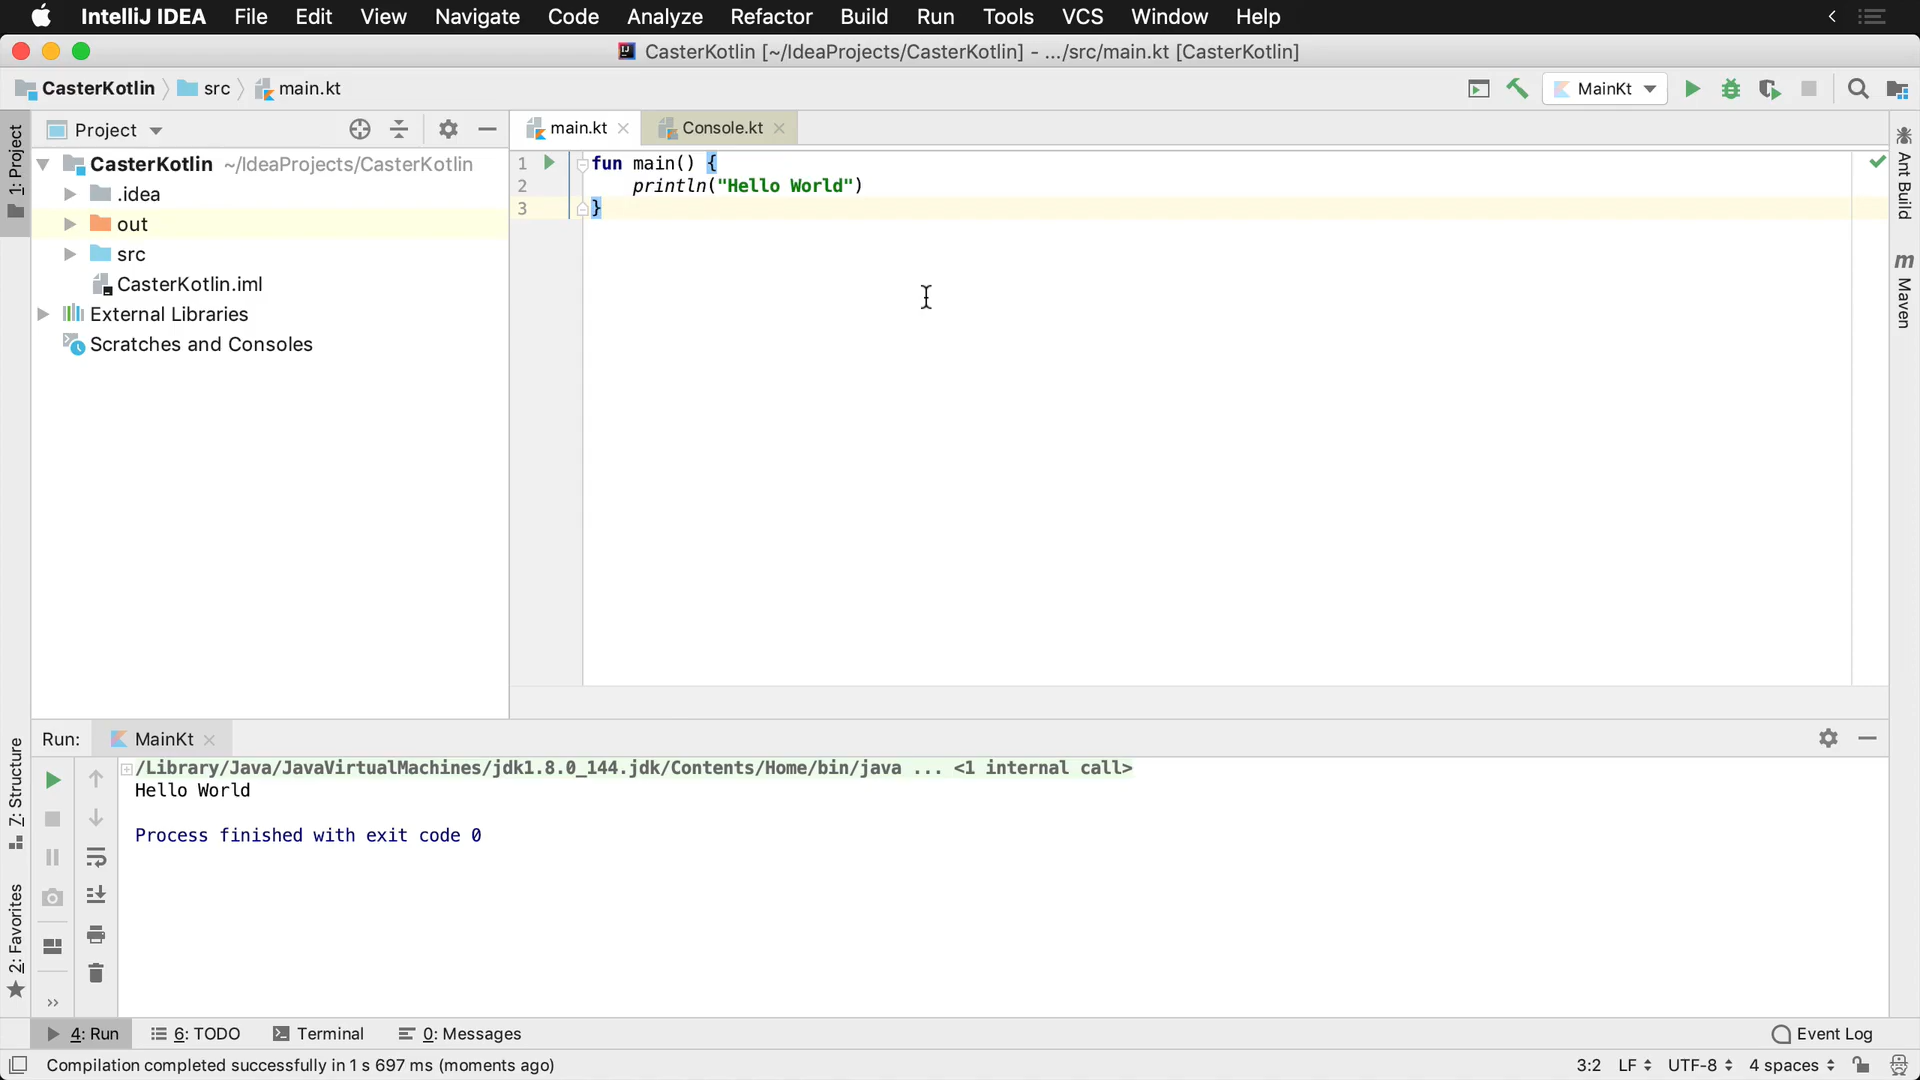 IntelliJ IDEA File Edit View Navigate Code Analyze Refactor Build Run Tools VCS Window Help
CasterKotlin [~/IdeaProjects/CasterKotlin] - .../src/main.kt [CasterKotlin]
CasterKotlin src main.kt MainKt
1: Project
Project
main.kt Console.kt
CasterKotlin ~/IdeaProjects/CasterKotlin
.idea
out
src
CasterKotlin.iml
External Libraries
Scratches and Consoles
1 fun main() {
2 println("Hello World")
3 }
Ant Build
m Maven
Run: MainKt
/Library/Java/JavaVirtualMachines/jdk1.8.0_144.jdk/Contents/Home/bin/java ... <1 internal call>
Hello World
Process finished with exit code 0
Z: Structure
2: Favorites
4: Run 6: TODO Terminal 0: Messages Event Log
Compilation completed successfully in 1 s 697 ms (moments ago) 3:2 LF UTF-8 4 spaces